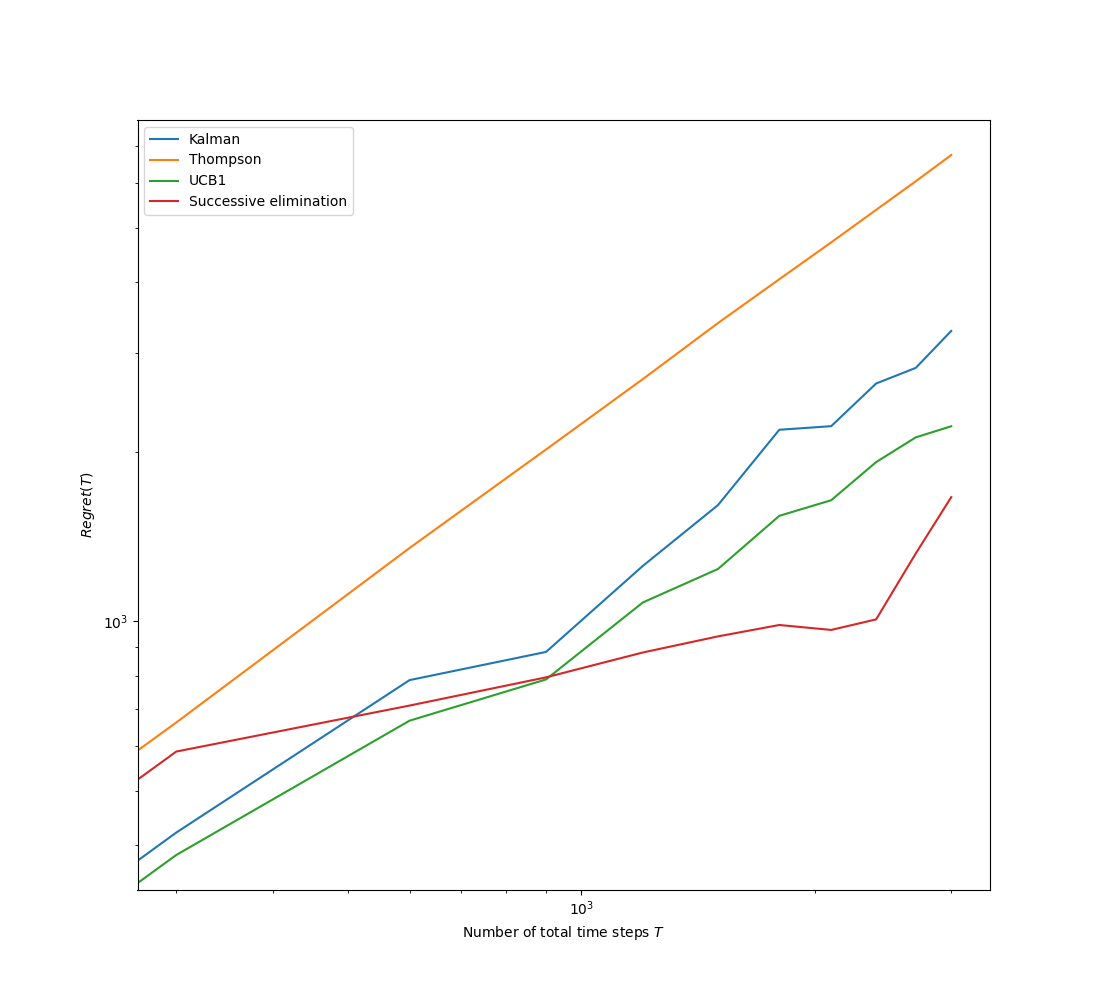 Kalman
Thompson
UCB1
Successive elimination
Regret(T)
10³
10³
Number of total time steps T